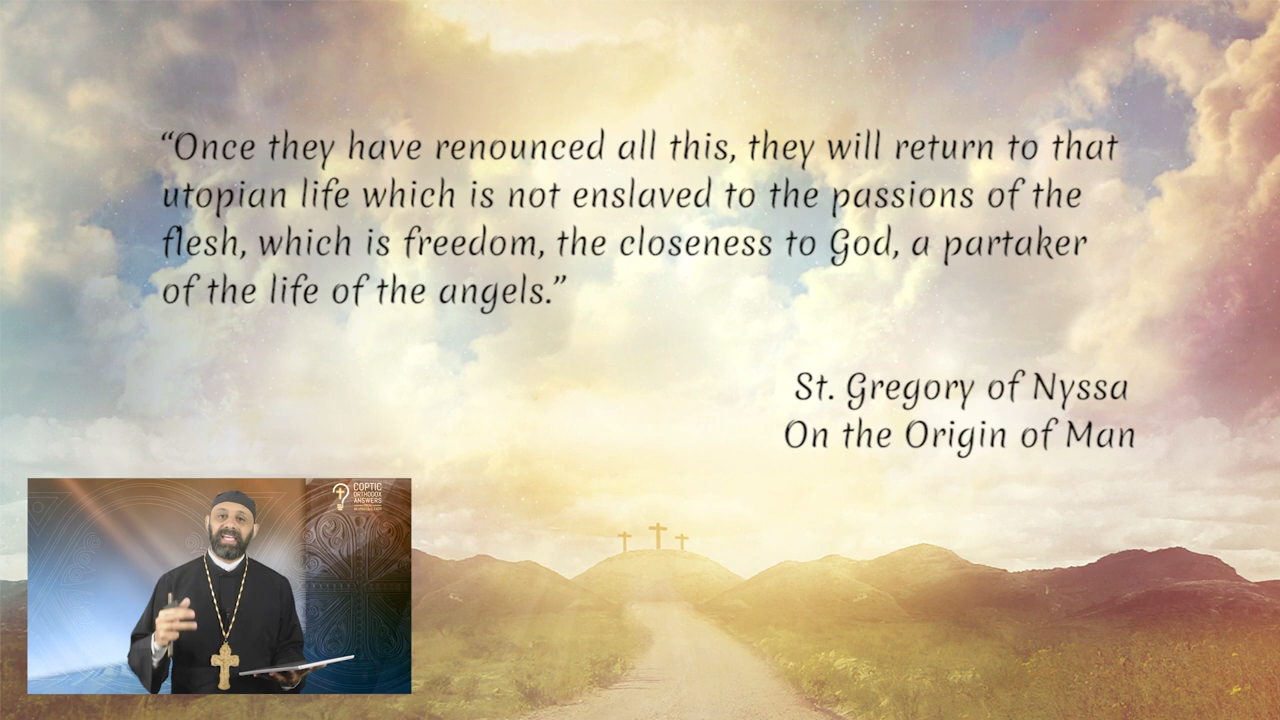 “Once they have renounced all this, they will return to that
utopian life which is not enslaved to the passions of the
flesh, which is freedom, the closeness to God, a partaker
of the life of the angels.”
St. Gregory of Nyssa
On the Origin of Man
COPTIC
ORTHODOX
ANSWERS